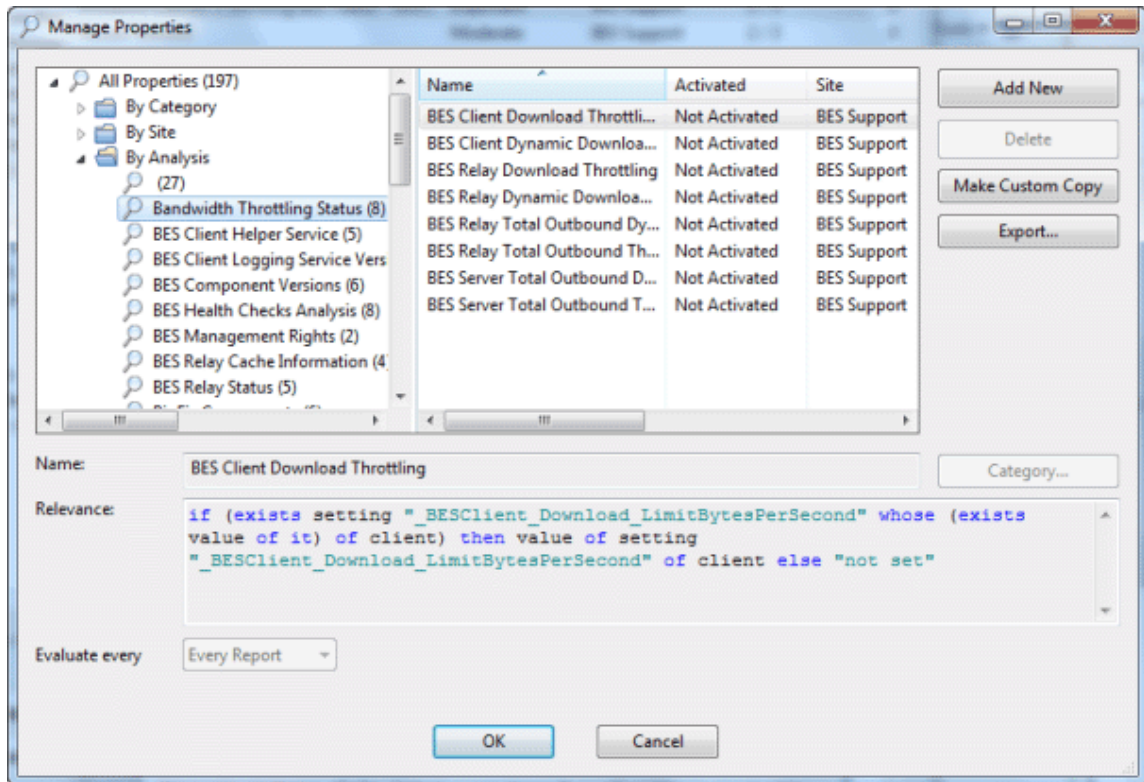 Manage Properties
All Properties (197)
By Category
By Site
By Analysis
(27)
Bandwidth Throttling Status (8)
BES Client Helper Service (5)
BES Client Logging Service Vers
BES Component Versions (6)
BES Health Checks Analysis (8)
BES Management Rights (2)
BES Relay Cache Information (4
BES Relay Status (5)
Name Activated Site
BES Client Download Throttli... Not Activated BES Support
BES Client Dynamic Downloa... Not Activated BES Support
BES Relay Download Throttling Not Activated BES Support
BES Relay Dynamic Downloa... Not Activated BES Support
BES Relay Total Outbound Dy... Not Activated BES Support
BES Relay Total Outbound Th... Not Activated BES Support
BES Server Total Outbound D... Not Activated BES Support
BES Server Total Outbound T... Not Activated BES Support
Add New
Delete
Make Custom Copy
Export...
Name: BES Client Download Throttling Category...
Relevance:
if (exists setting "_BESClient_Download_LimitBytesPerSecond" whose (exists
value of it) of client) then value of setting
"_BESClient_Download_LimitBytesPerSecond" of client else "not set"
Evaluate every Every Report
OK Cancel